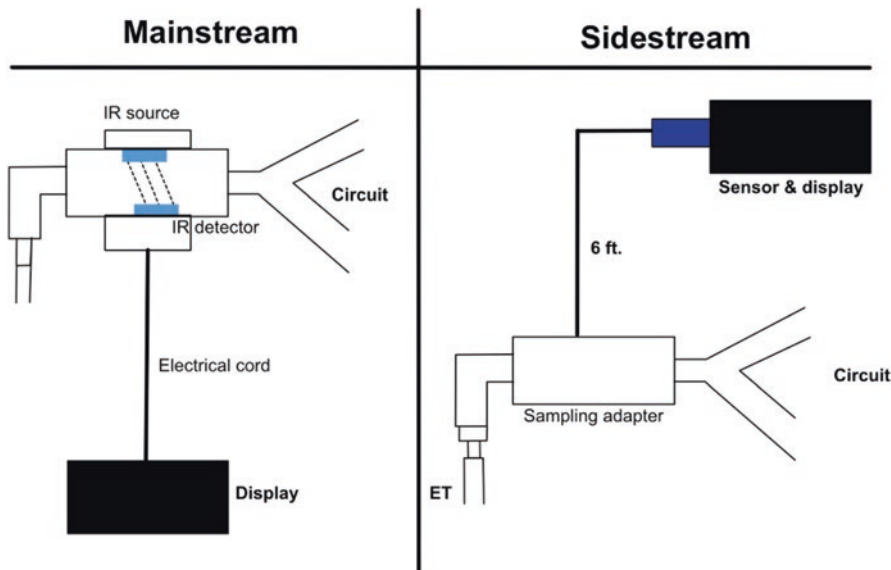 Mainstream
IR source
Circuit
IR detector
Electrical cord
Display
Sidestream
Sensor & display
6 ft.
Circuit
Sampling adapter
ET